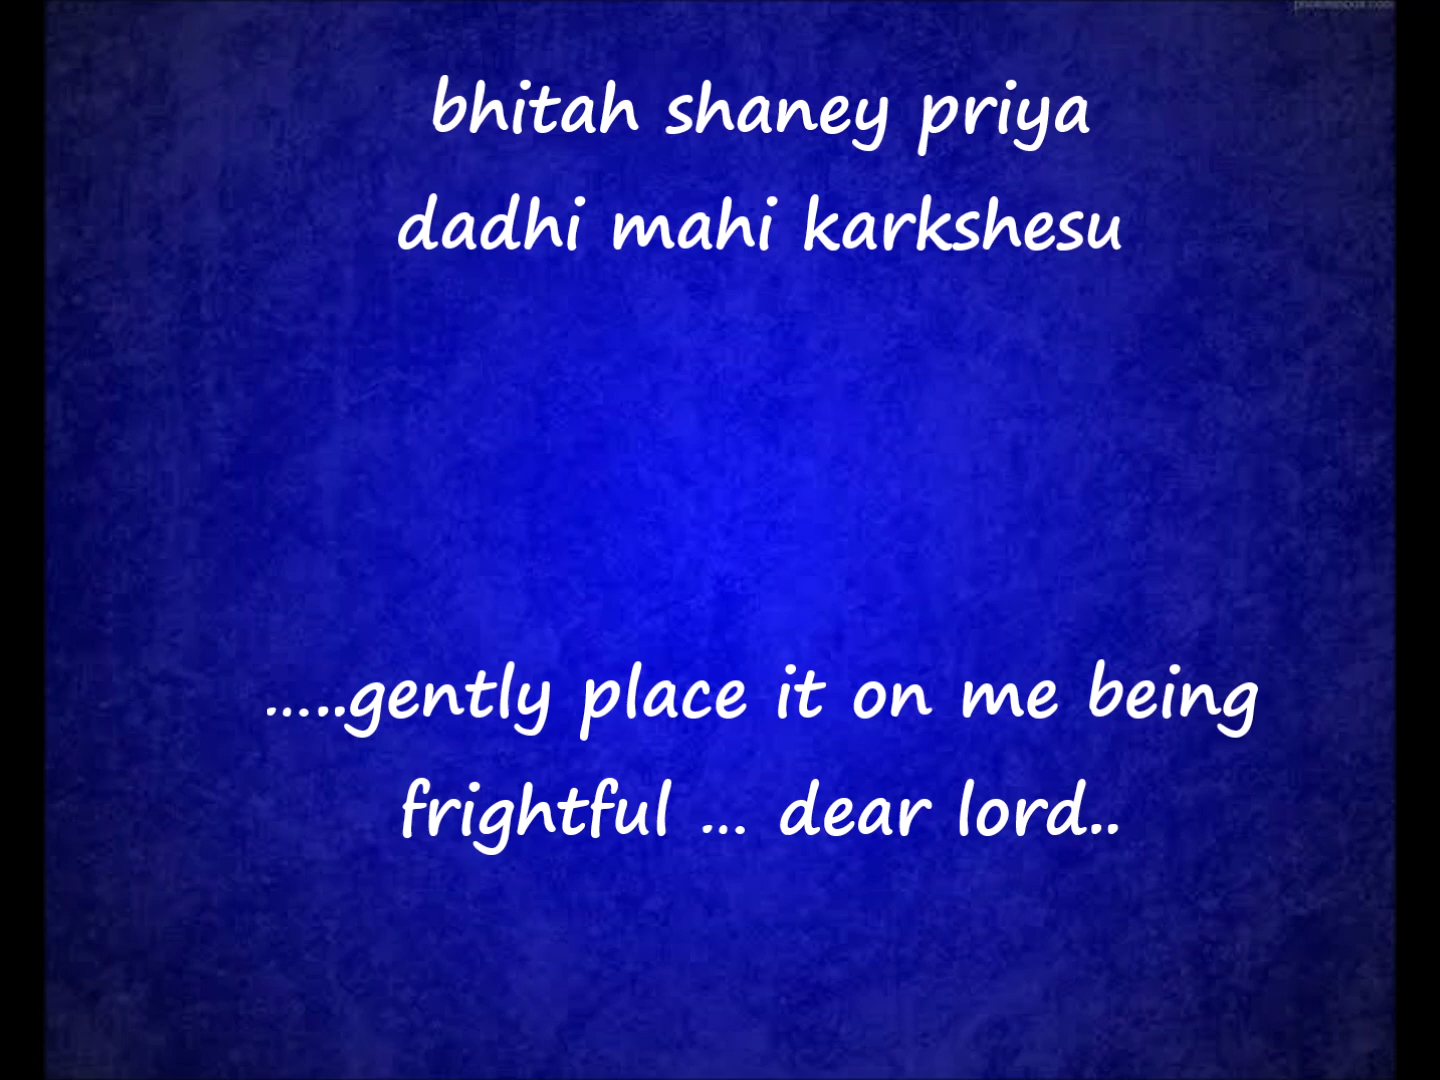 bhitah shaney priya
dadhi mahi karkshesu
.....gently place it on me being
frightful ... dear lord..